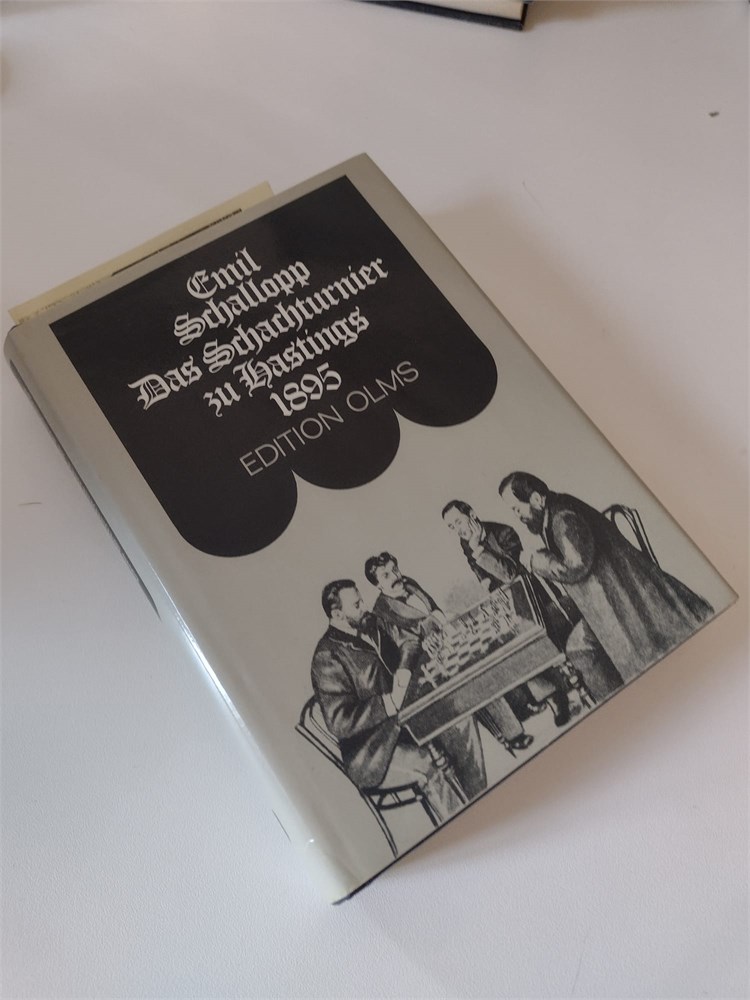 Emil
Schallopp
Das Schachturnier
zu Hastings
1895
EDITION OLMS